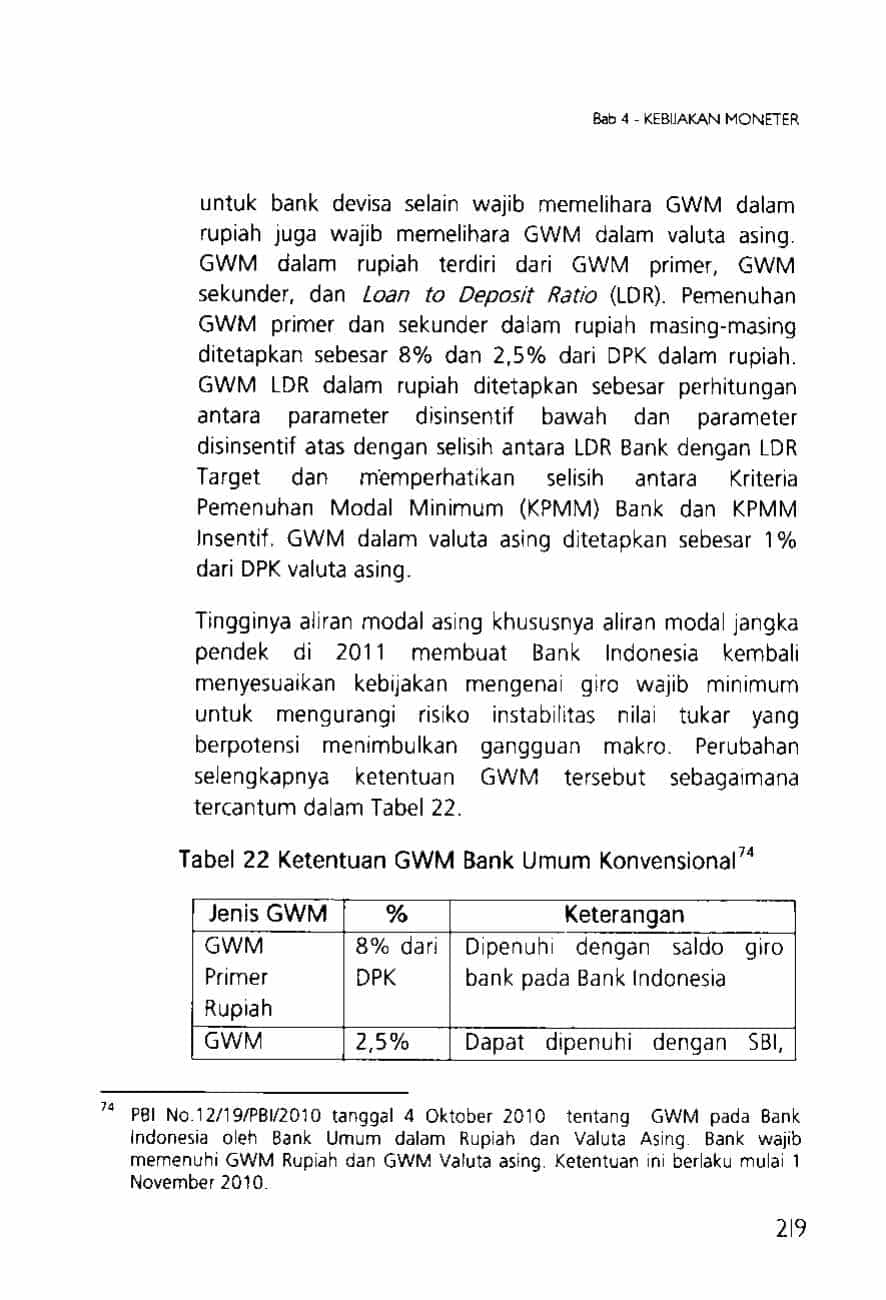 Bab 4 - KEBIJAKAN MONETER
untuk bank devisa selain wajib memelihara GWM dalam
rupiah juga wajib memelihara GWM dalam valuta asing.
GWM dalam rupiah terdiri dari GWM primer, GWM
sekunder, dan Loan to Deposit Ratio (LDR). Pemenuhan
GWM primer dan sekunder dalam rupiah masing-masing
ditetapkan sebesar 8% dan 2,5% dari DPK dalam rupiah.
GWM LDR dalam rupiah ditetapkan sebesar perhitungan
antara parameter disinsentif bawah dan parameter
disinsentif atas dengan selisih antara LDR Bank dengan LDR
Target dan memperhatikan selisih antara Kriteria
Pemenuhan Modal Minimum (KPMM) Bank dan KPMM
Insentif. GWM dalam valuta asing ditetapkan sebesar 1%
dari DPK valuta asing.
Tingginya aliran modal asing khususnya aliran modal jangka
pendek di 2011 membuat Bank Indonesia kembali
menyesuaikan kebijakan mengenai giro wajib minimum
untuk mengurangi risiko instabilitas nilai tukar yang
berpotensi menimbulkan gangguan makro. Perubahan
selengkapnya ketentuan GWM tersebut sebagaimana
tercantum dalam Tabel 22.
Tabel 22 Ketentuan GWM Bank Umum Konvensional74
Jenis GWM % Keterangan
GWM 8% dari Dipenuhi dengan saldo giro
Primer DPK bank pada Bank Indonesia
Rupiah
GWM 2,5% Dapat dipenuhi dengan SBI,
74 PBI No.12/19/PBI/2010 tanggal 4 Oktober 2010 tentang GWM pada Bank
Indonesia oleh Bank Umum dalam Rupiah dan Valuta Asing. Bank wajib
memenuhi GWM Rupiah dan GWM Valuta asing. Ketentuan ini berlaku mulai 1
November 2010.
219